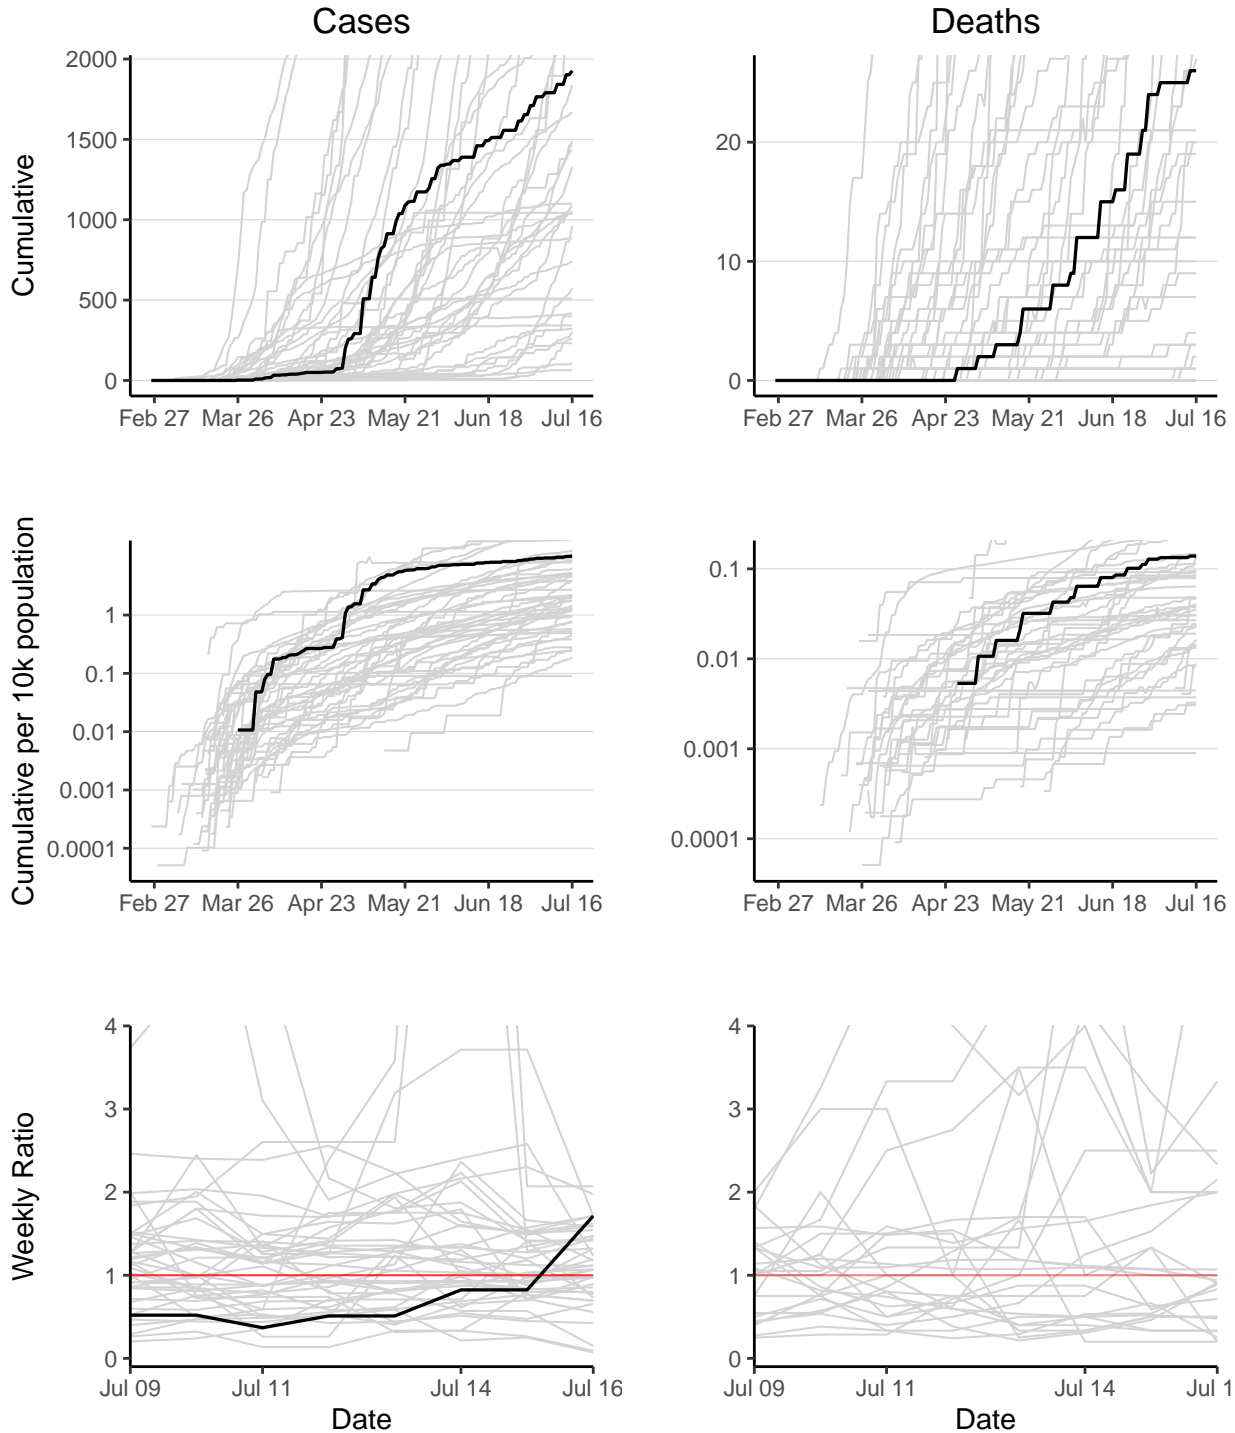 Cases
Deaths
Cumulative
2000
1500
1000
500
0
Feb 27 Mar 26 Apr 23 May 21 Jun 18 Jul 16
20
10
0
Feb 27 Mar 26 Apr 23 May 21 Jun 18 Jul 16
Cumulative per 10k population
1
0.1
0.01
0.001
0.0001
Feb 27 Mar 26 Apr 23 May 21 Jun 18 Jul 16
0.1
0.01
0.001
0.0001
Feb 27 Mar 26 Apr 23 May 21 Jun 18 Jul 16
Weekly Ratio
4
3
2
1
0
Jul 09 Jul 11 Jul 14 Jul 16
Date
4
3
2
1
0
Jul 09 Jul 11 Jul 14 Jul 1
Date